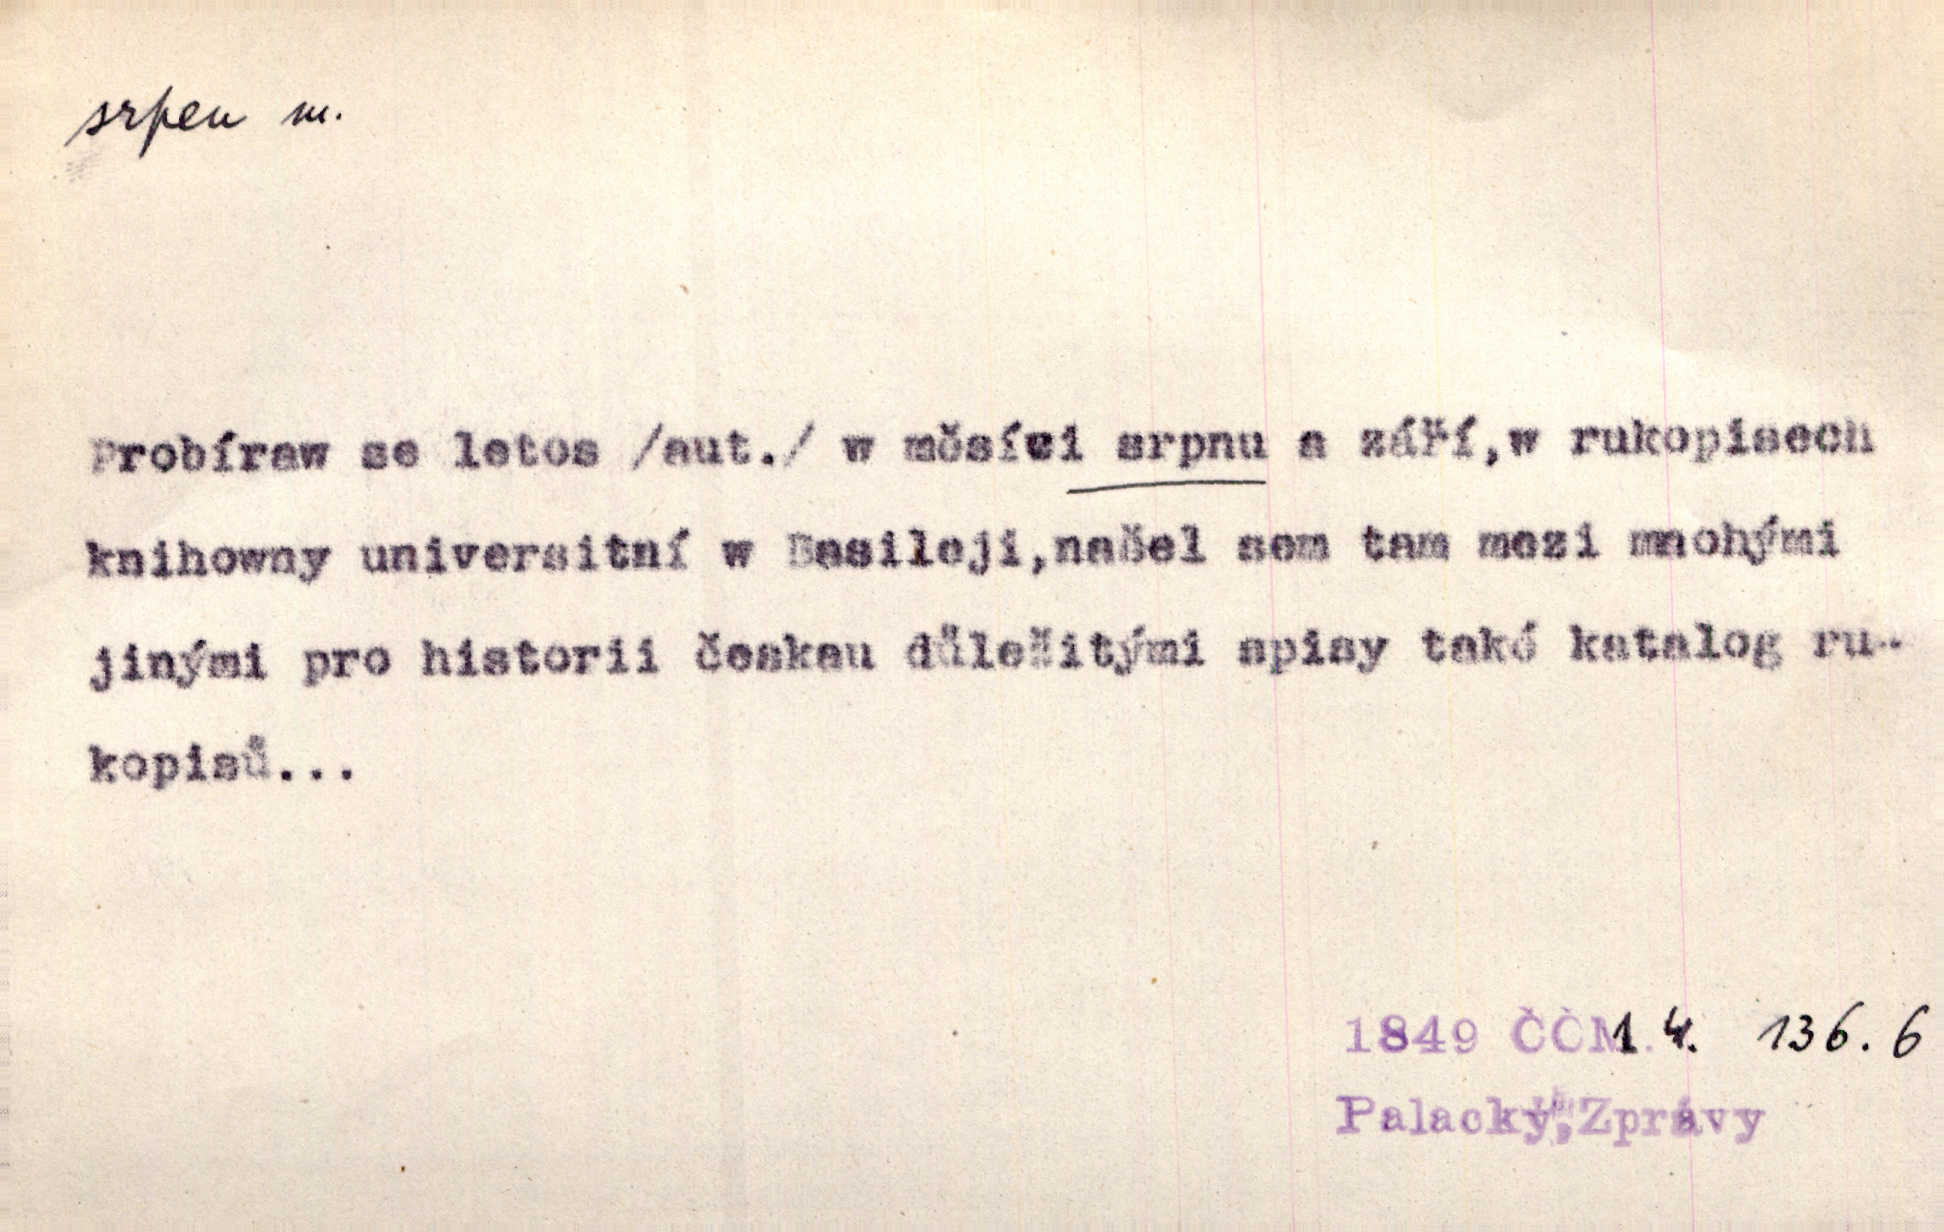 srpen m.
Probíraw se letos /aut./ w měsíci srpnu a září,w rukopisech
knihowny universitní w Basileji,našel sem tam mezi mnohými
jinými pro historii českau důležitými spisy také katalog ru-
kopisů...
1849 ČČM 1 4. 136. 6
Palacký,Zprávy